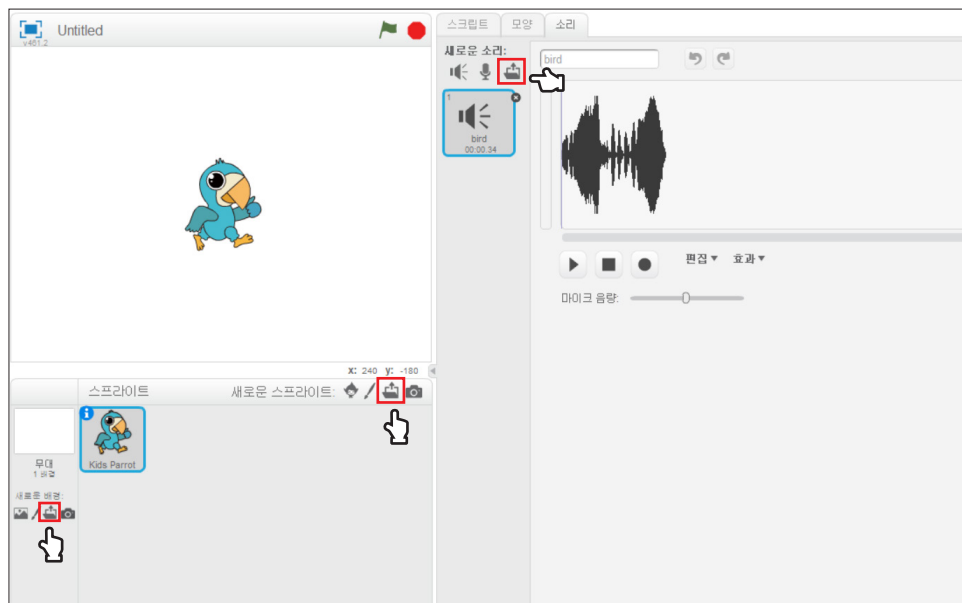 Untitled
v461.2
x: 240 y: -180
스프라이트
새로운 스프라이트:
Kids Parrot
무대
1 배경
새로운 배경:
스크립트
모양
소리
새로운 소리:
1
bird
00:00.34
bird
편집▼
효과▼
마이크 음량: